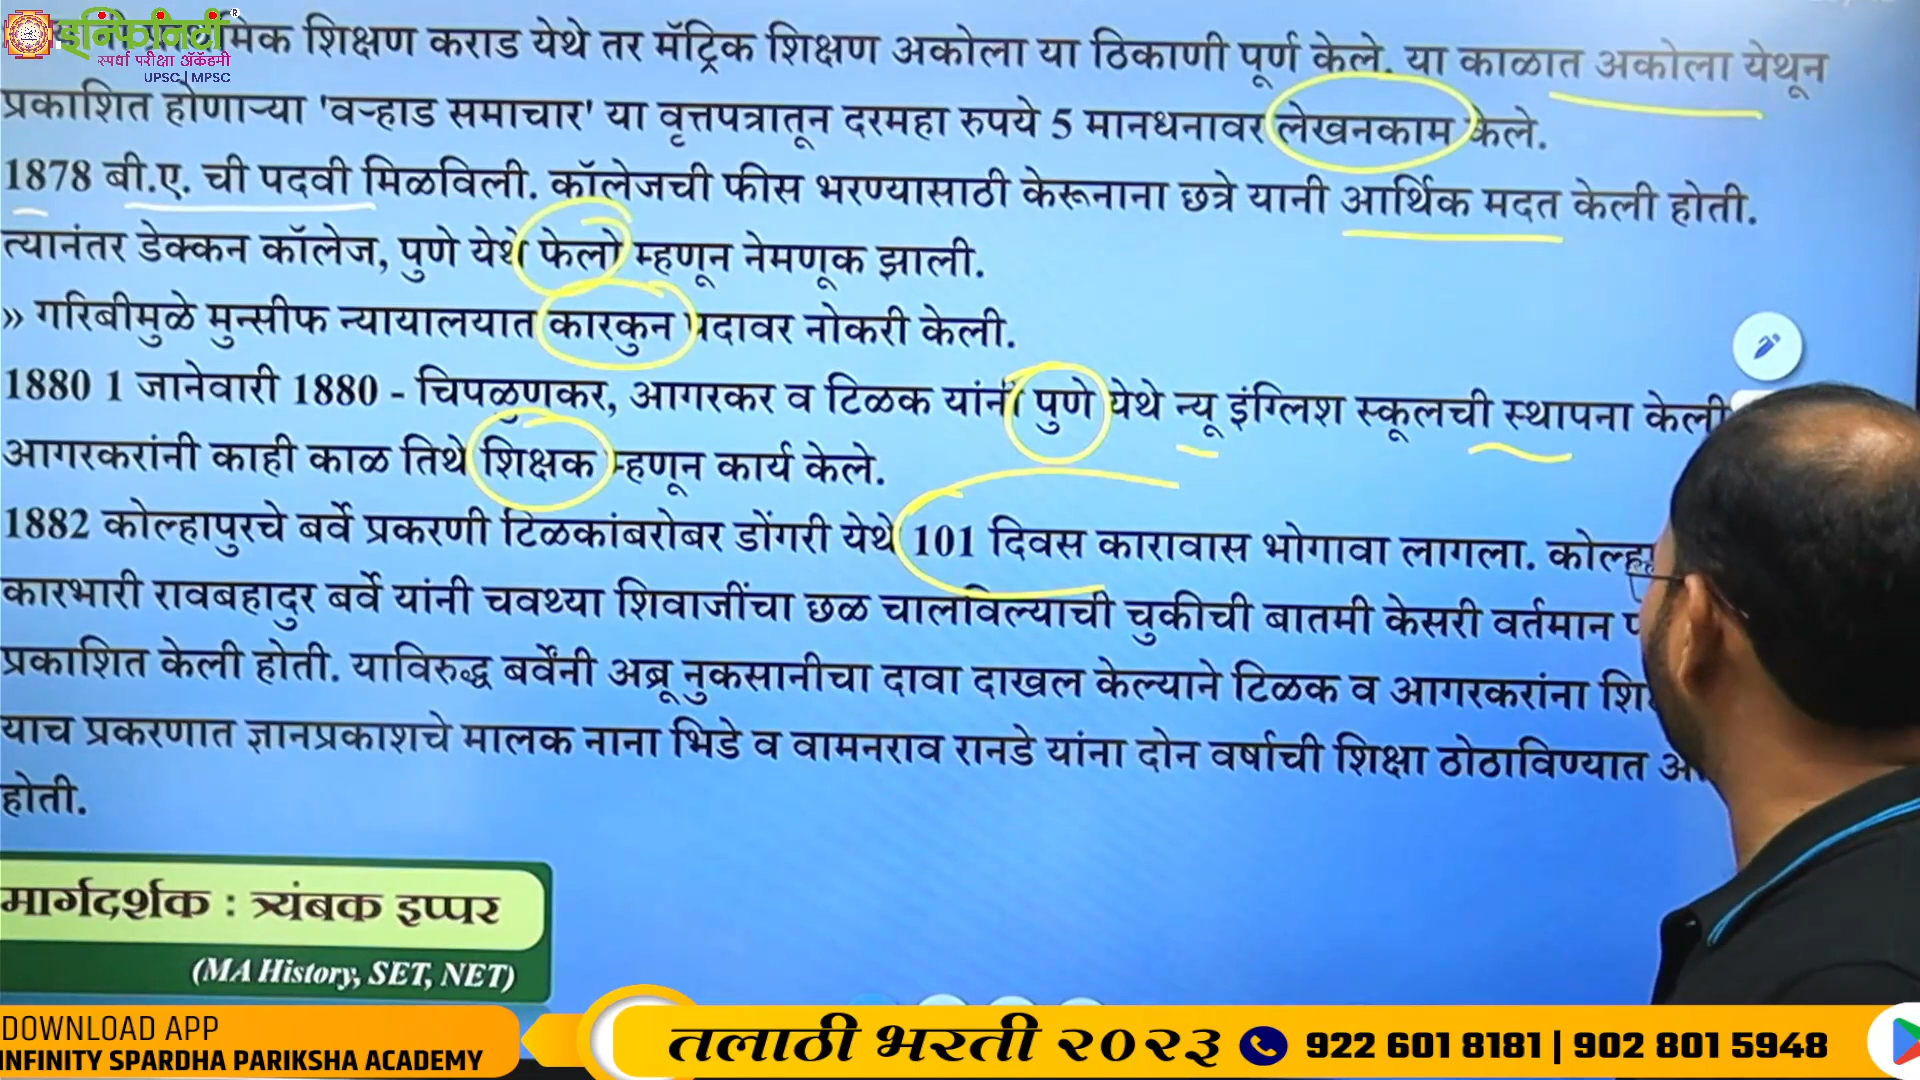 इन्फिनिटी
स्पर्धा परीक्षा अ‍ॅकॅडमी
UPSC | MPSC
शिक्षण कराड येथे तर मॅट्रिक शिक्षण अकोला या ठिकाणी पूर्ण केले. या काळात अकोला येथून
प्रकाशित होणाऱ्या 'वऱ्हाड समाचार' या वृत्तपत्रातून दरमहा रुपये 5 मानधनावर लेखनकाम केले.
1878 बी.ए. ची पदवी मिळविली. कॉलेजची फीस भरण्यासाठी केरूनाना छत्रे यानी आर्थिक मदत केली होती.
त्यानंतर डेक्कन कॉलेज, पुणे येथे फेलो म्हणून नेमणूक झाली.
» गरिबीमुळे मुन्सीफ न्यायालयात कारकुन पदावर नोकरी केली.
1880 1 जानेवारी 1880 - चिपळुणकर, आगरकर व टिळक यांनी पुणे येथे न्यू इंग्लिश स्कूलची स्थापना केली
आगरकरांनी काही काळ तिथे शिक्षक म्हणून कार्य केले.
1882 कोल्हापुरचे बर्वे प्रकरणी टिळकांबरोबर डोंगरी येथे 101 दिवस कारावास भोगावा लागला.
कारभारी रावबहादुर बर्वे यांनी चवथ्या शिवाजींचा छळ चालविल्याची चुकीची बातमी केसरी वर्तमान
प्रकाशित केली होती. याविरुद्ध बर्वेंनी अब्रू नुकसानीचा दावा दाखल केल्याने टिळक व आगरकरांना
याच प्रकरणात ज्ञानप्रकाशचे मालक नाना भिडे व वामनराव रानडे यांना दोन वर्षाची शिक्षा ठोठाविण्यात
होती.
मार्गदर्शक : त्र्यंबक इप्पर
(MA History, SET, NET)
DOWNLOAD APP
INFINITY SPARDHA PARIKSHA ACADEMY
तलाठी भरती २०२३
922 601 8181 | 902 801 5948